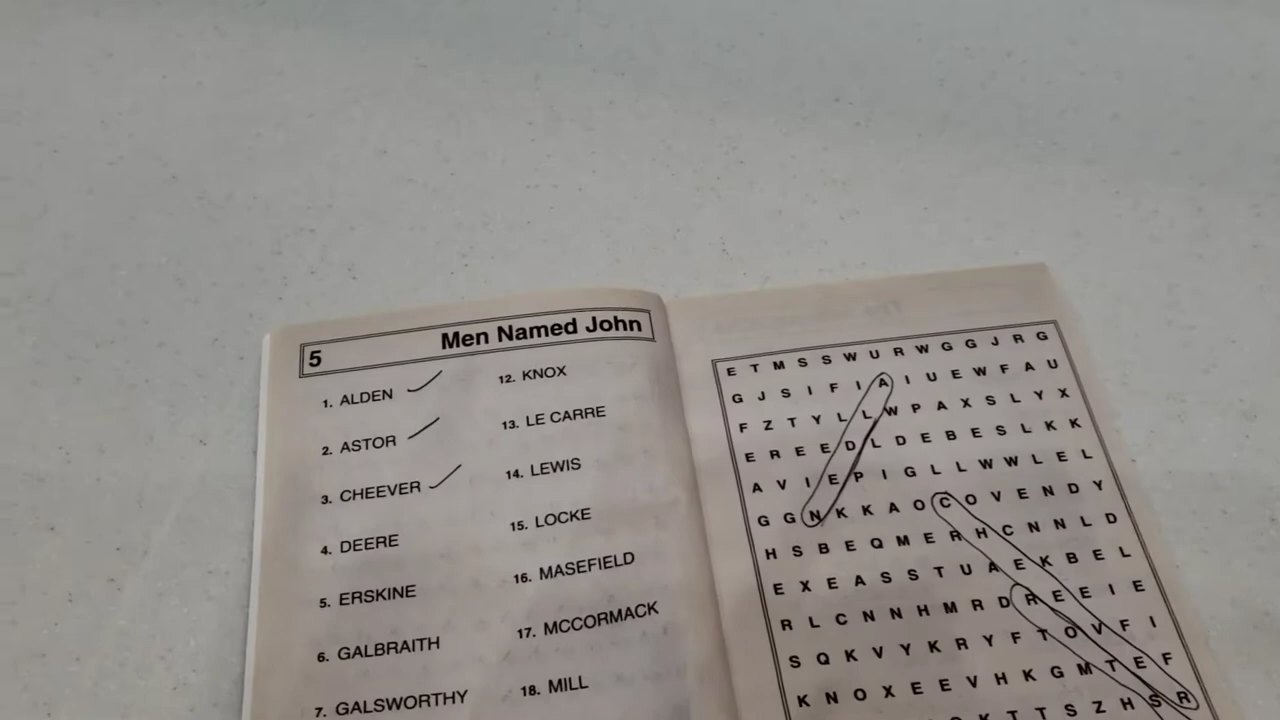 5 Men Named John
1. ALDEN
2. ASTOR
3. CHEEVER
4. DEERE
5. ERSKINE
6. GALBRAITH
7. GALSWORTHY
12. KNOX
13. LE CARRE
14. LEWIS
15. LOCKE
16. MASEFIELD
17. MCCORMACK
18. MILL
E T M S S W U R W G G J R G
G J S I F I A I U E W F A U
F Z T Y L L W P A X S L Y X
E R E E D L D E B E S L K K
A V I E P I G L L W W L E L
G G N K K A O C O V E N D Y
H S B E Q M E R H C N N L D
E X E A S S T U A E K B E L
R L C N N H M R D R E E I E
S Q K V Y K R Y F T O V F I
K N O X E E V H K G M T E F
K T T S Z H S R